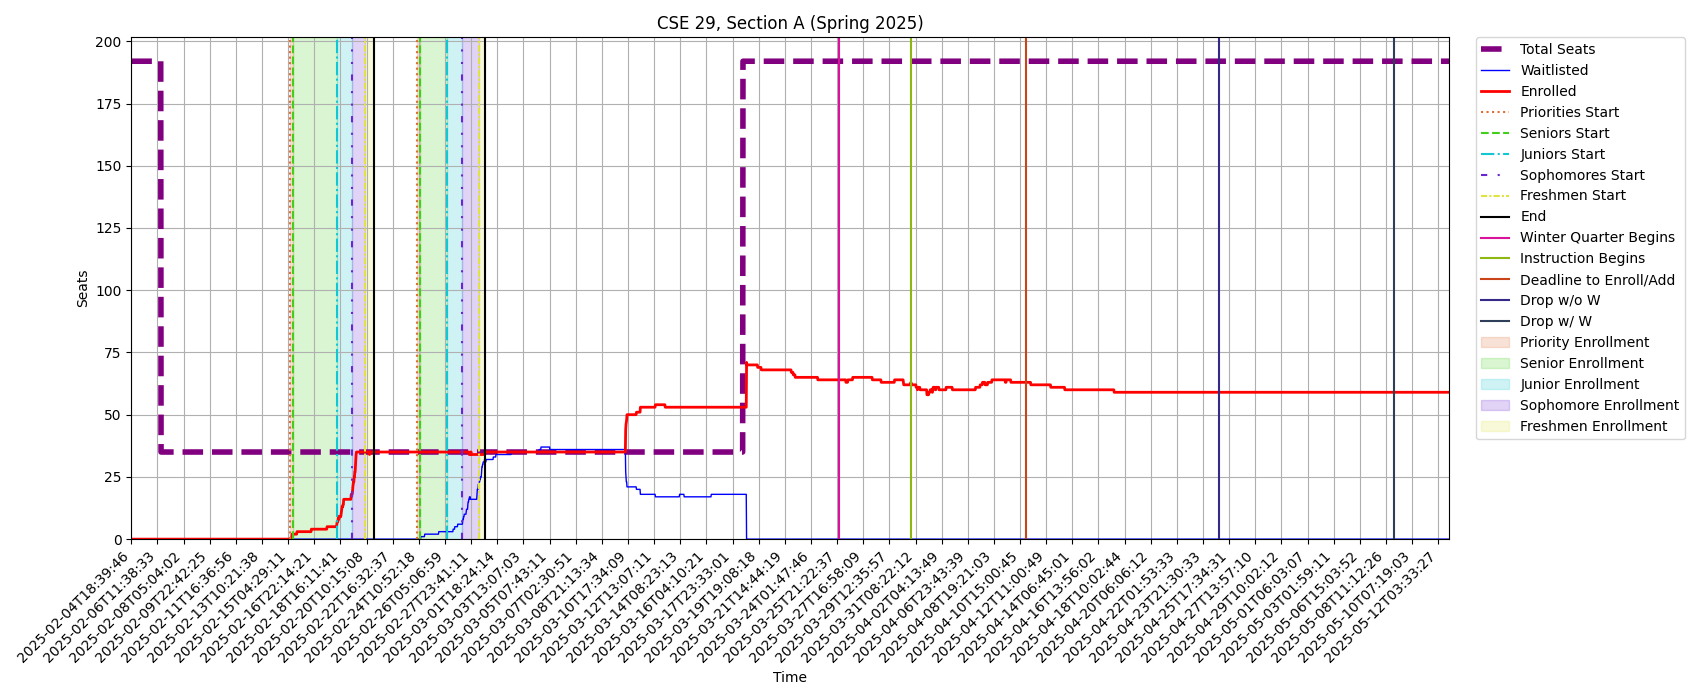 CSE 29, Section A (Spring 2025)
Seats
200
175
150
125
100
75
50
25
0
2025-02-04T18:39:46
2025-02-06T11:38:33
2025-02-08T05:04:02
2025-02-09T22:42:25
2025-02-11T16:36:56
2025-02-13T10:21:38
2025-02-15T04:29:11
2025-02-16T22:14:21
2025-02-18T16:11:41
2025-02-20T10:15:08
2025-02-22T16:32:37
2025-02-24T10:52:18
2025-02-26T05:06:59
2025-02-27T23:41:11
2025-03-01T18:24:14
2025-03-03T13:07:03
2025-03-05T07:43:11
2025-03-07T02:30:51
2025-03-08T21:13:34
2025-03-10T17:34:09
2025-03-12T13:07:11
2025-03-14T08:23:13
2025-03-16T04:10:21
2025-03-17T23:33:01
2025-03-19T19:08:18
2025-03-21T14:44:19
2025-03-24T01:47:46
2025-03-25T21:22:37
2025-03-27T16:58:09
2025-03-29T12:35:57
2025-03-31T08:22:12
2025-04-02T04:13:49
2025-04-06T23:43:39
2025-04-08T19:21:03
2025-04-10T15:00:45
2025-04-12T11:00:49
2025-04-14T06:45:01
2025-04-16T13:56:02
2025-04-18T10:02:44
2025-04-20T06:06:12
2025-04-22T01:53:33
2025-04-23T21:30:33
2025-04-25T17:34:31
2025-04-27T13:57:10
2025-04-29T10:02:12
2025-05-01T06:03:07
2025-05-03T01:59:11
2025-05-06T15:03:52
2025-05-08T11:12:26
2025-05-10T07:19:03
2025-05-12T03:33:27
Time
Total Seats
Waitlisted
Enrolled
Priorities Start
Seniors Start
Juniors Start
Sophomores Start
Freshmen Start
End
Winter Quarter Begins
Instruction Begins
Deadline to Enroll/Add
Drop w/o W
Drop w/ W
Priority Enrollment
Senior Enrollment
Junior Enrollment
Sophomore Enrollment
Freshmen Enrollment